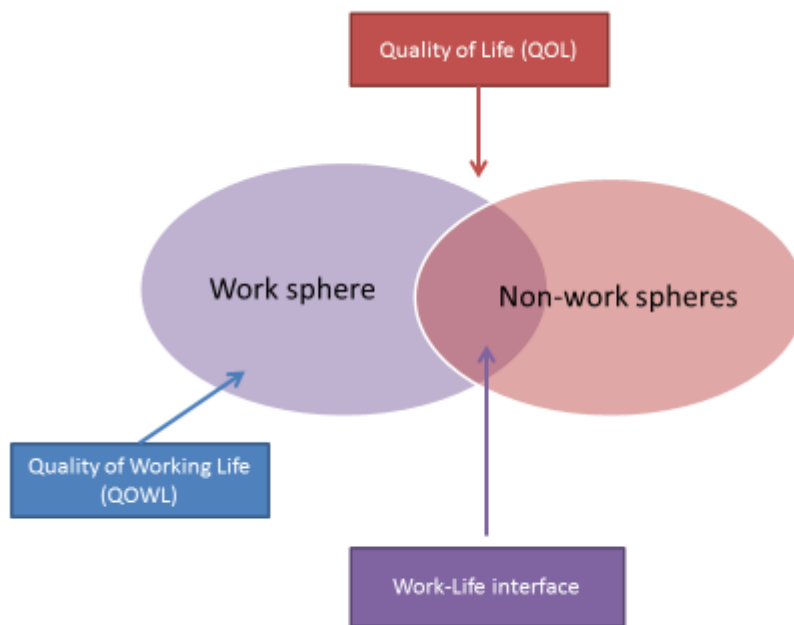 Quality of Life (QOL)
Work sphere
Non-work spheres
Quality of Working Life
(QOWL)
Work-Life interface